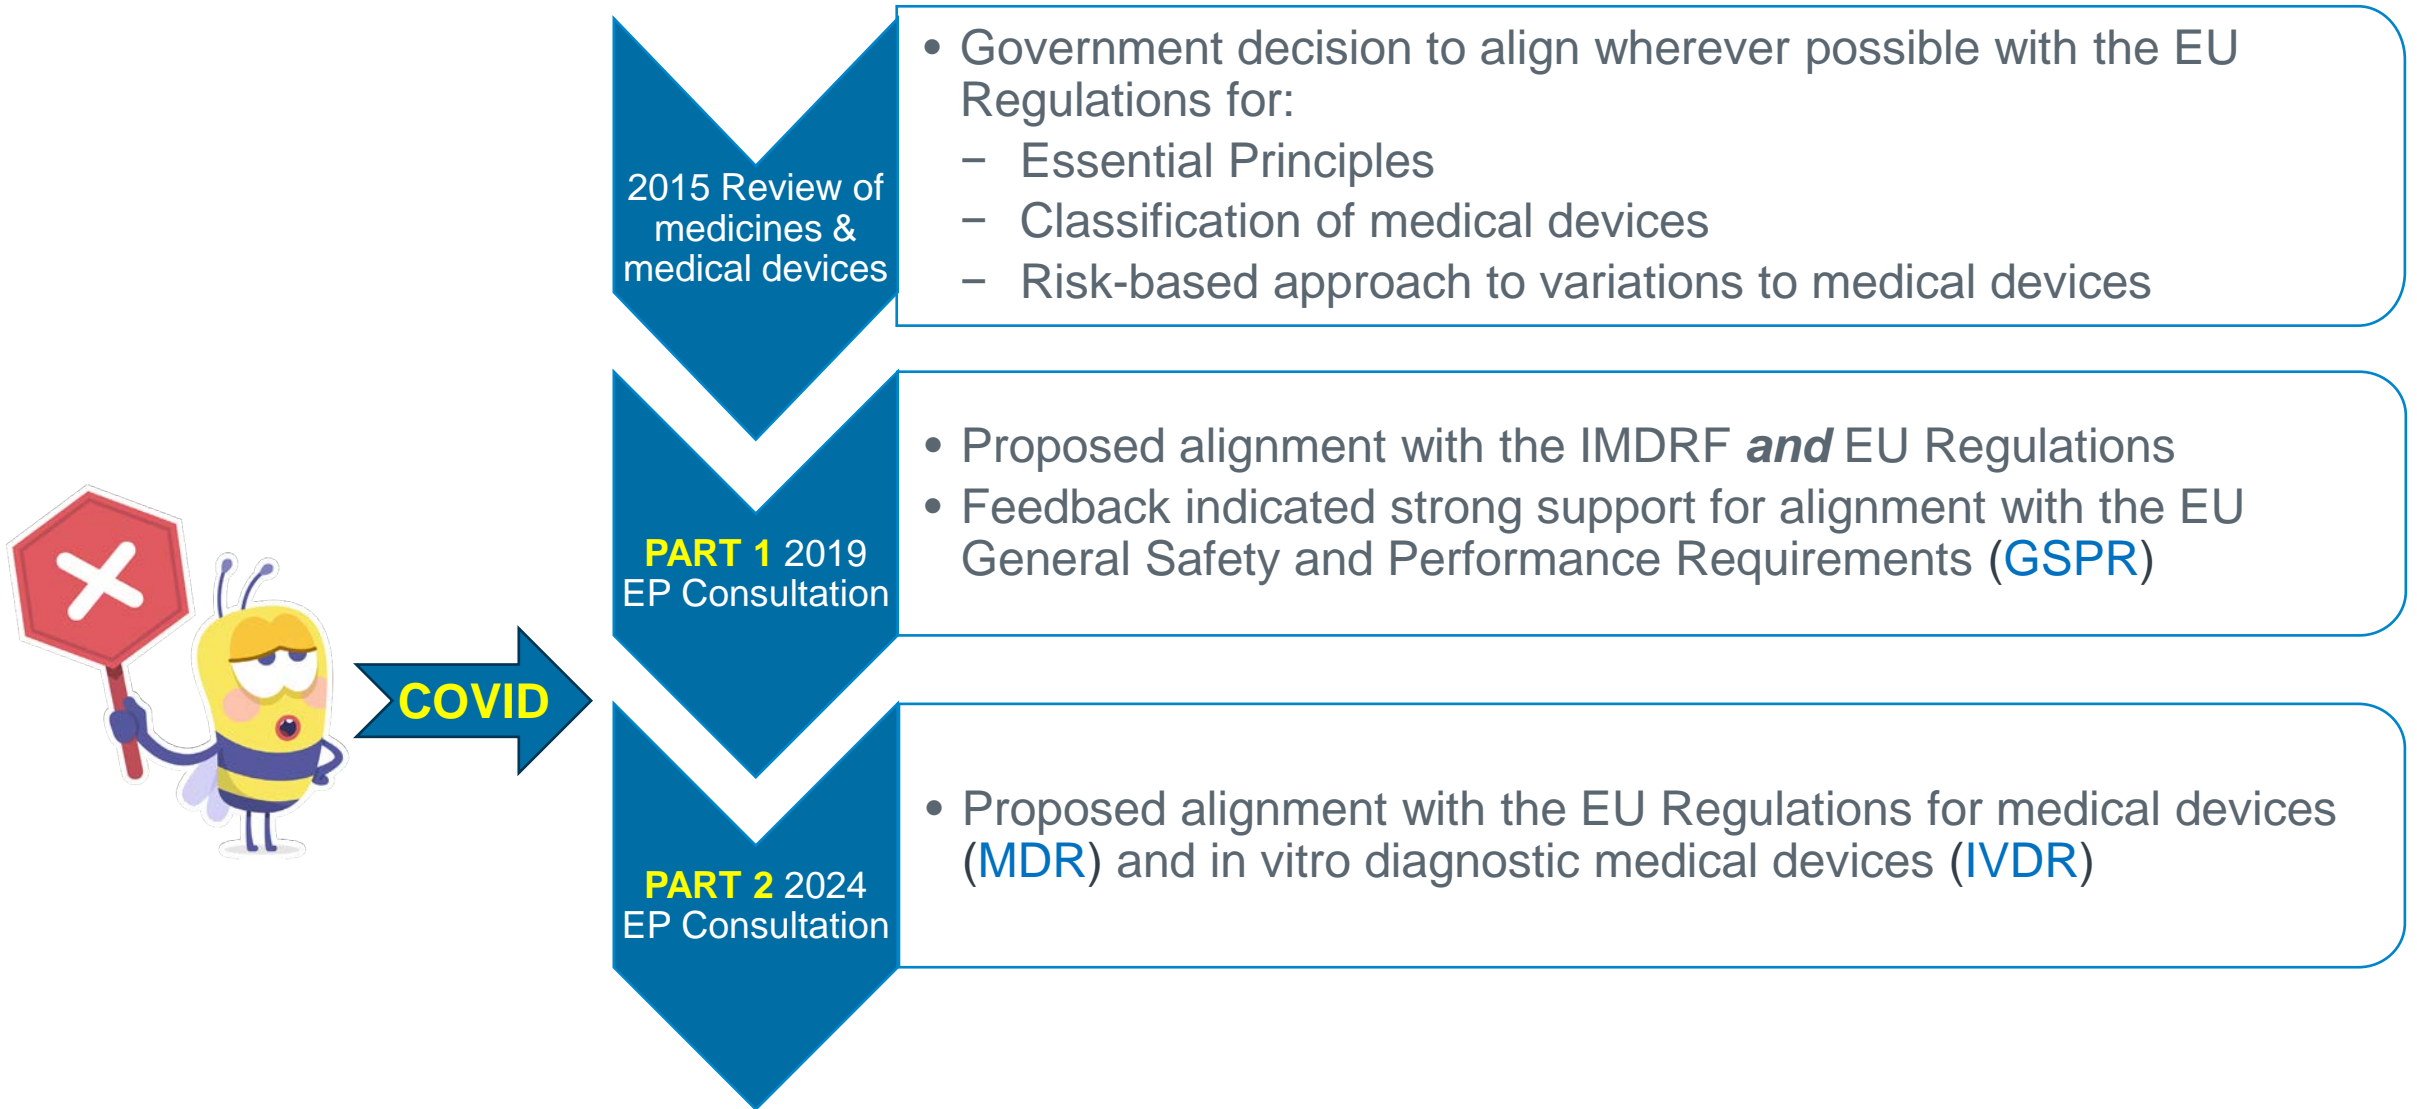 2015 Review of
medicines &
medical devices
• Government decision to align wherever possible with the EU
Regulations for:
− Essential Principles
− Classification of medical devices
− Risk-based approach to variations to medical devices
PART 1 2019
EP Consultation
• Proposed alignment with the IMDRF and EU Regulations
• Feedback indicated strong support for alignment with the EU
General Safety and Performance Requirements (GSPR)
COVID
PART 2 2024
EP Consultation
• Proposed alignment with the EU Regulations for medical devices
(MDR) and in vitro diagnostic medical devices (IVDR)